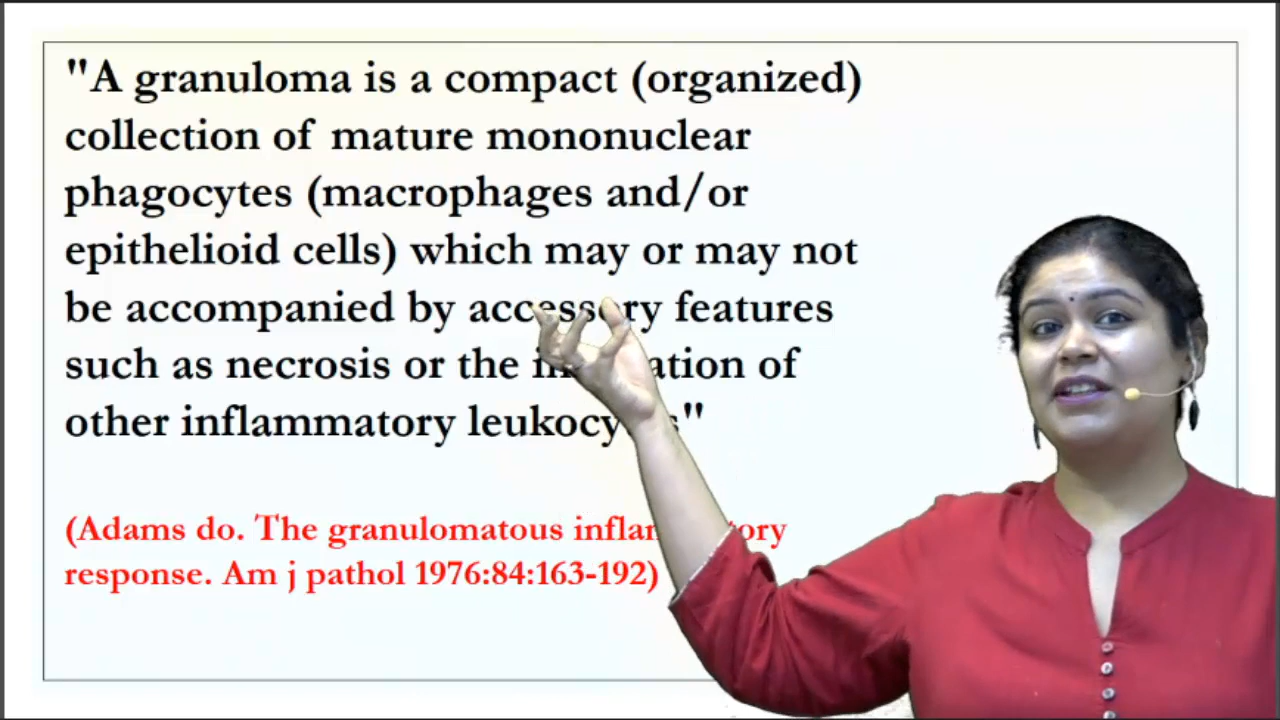 "A granuloma is a compact (organized)
collection of mature mononuclear
phagocytes (macrophages and/or
epithelioid cells) which may or may not
be accompanied by accessory features
such as necrosis or the of
other inflammatory
(Adams do. The granulomatous
response. Am j pathol 1976:84:163-192)